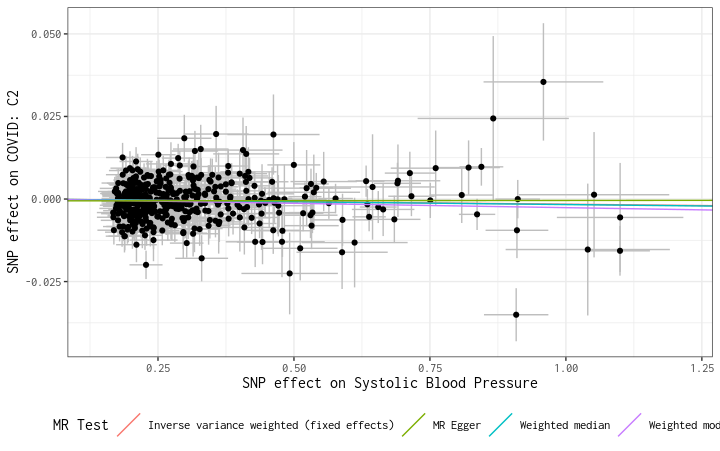 SNP effect on COVID: C2
0.050
0.025
0.000
−0.025
0.25 0.50 0.75 1.00 1.25
SNP effect on Systolic Blood Pressure
MR Test Inverse variance weighted (fixed effects) MR Egger Weighted median Weighted mod